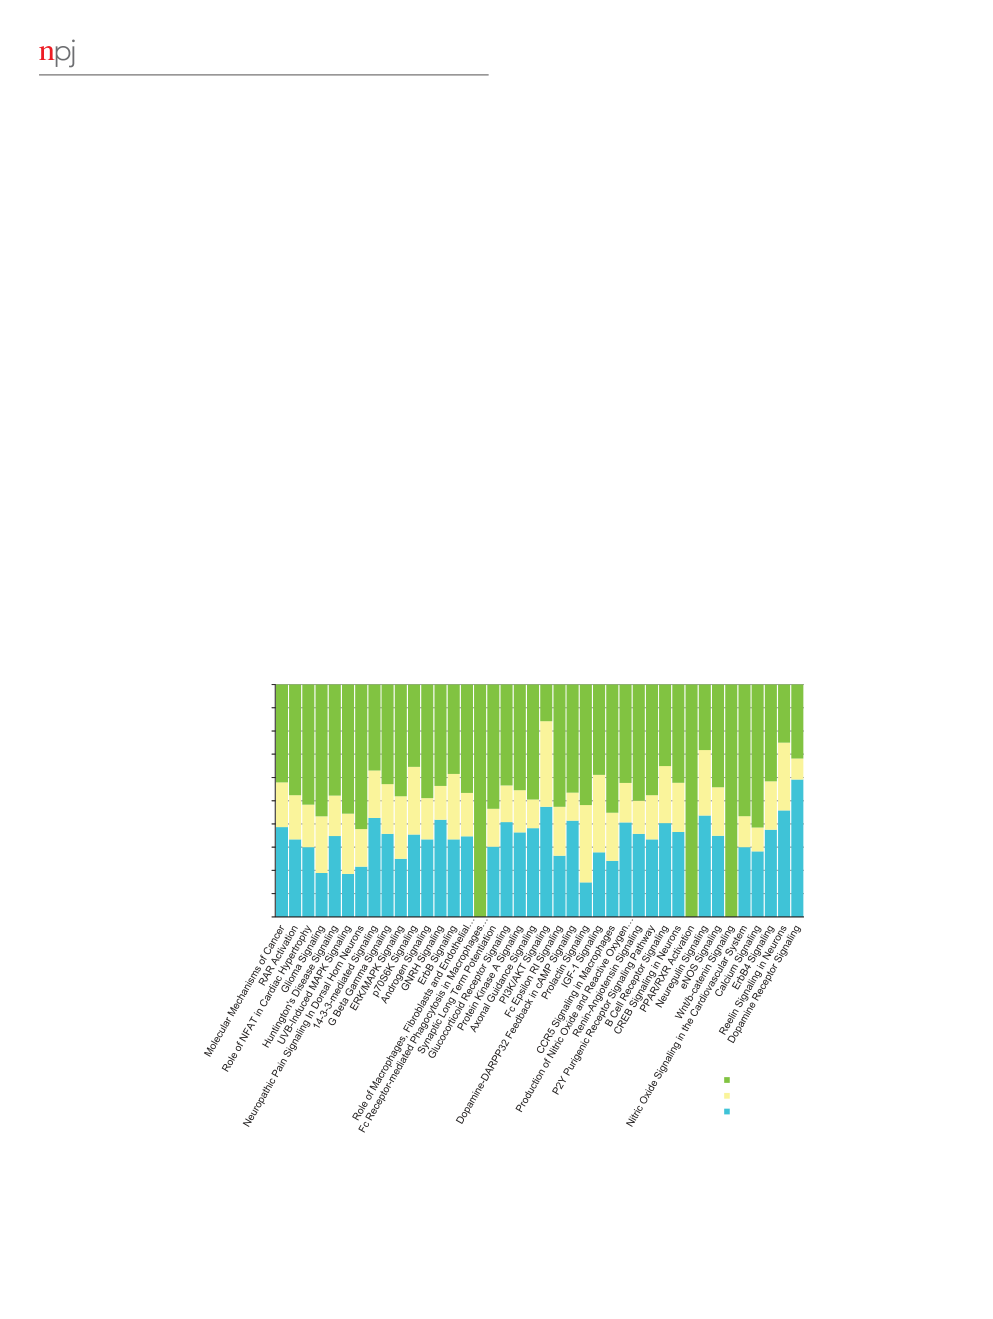 npj
Molecular Mechanisms of Cancer
RAR Activation
Role of NFAT in Cardiac Hypertrophy
Glioma Signaling
Huntington's Disease Signaling
UVB-Induced MAPK Signaling
Neuropathic Pain Signaling In Dorsal Horn Neurons
14-3-3-mediated Signaling
G Beta Gamma Signaling
ERK/MAPK Signaling
p70S6K Signaling
Androgen Signaling
GNRH Signaling
ErbB Signaling
Role of Macrophages, Fibroblasts and Endothelial...
Fc Receptor-mediated Phagocytosis in Macrophages...
Synaptic Long Term Potentiation
Glucocorticoid Receptor Signaling
Protein Kinase A Signaling
Axonal Guidance Signaling
PI3K/AKT Signaling
Fc Epsilon RI Signaling
Dopamine-DARPP32 Feedback in cAMP Signaling
Prolactin Signaling
IGF-1 Signaling
CCR5 Signaling in Macrophages
Production of Nitric Oxide and Reactive Oxygen...
Renin-Angiotensin Signaling
P2Y Purigenic Receptor Signaling Pathway
B Cell Receptor Signaling
CREB Signaling in Neurons
PPAR/RXR Activation
Neuregulin Signaling
eNOS Signaling
Wnt/b-catenin Signaling
Nitric Oxide Signaling in the Cardiovascular System
Calcium Signaling
ErbB4 Signaling
Reelin Signaling in Neurons
Dopamine Receptor Signaling